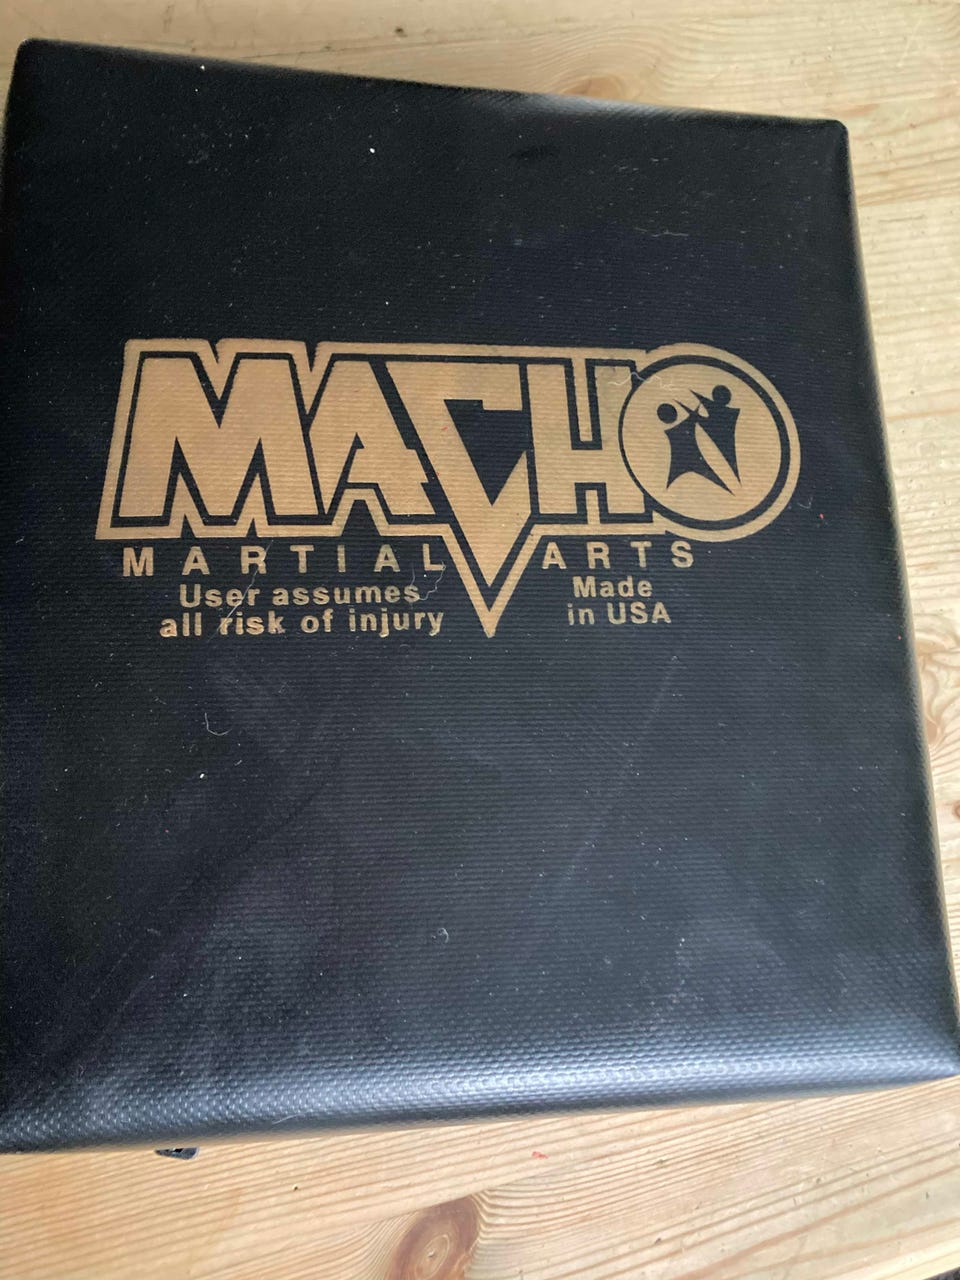 MACHO
MARTIAL ARTS
User assumes
all risk of injury
Made
in USA